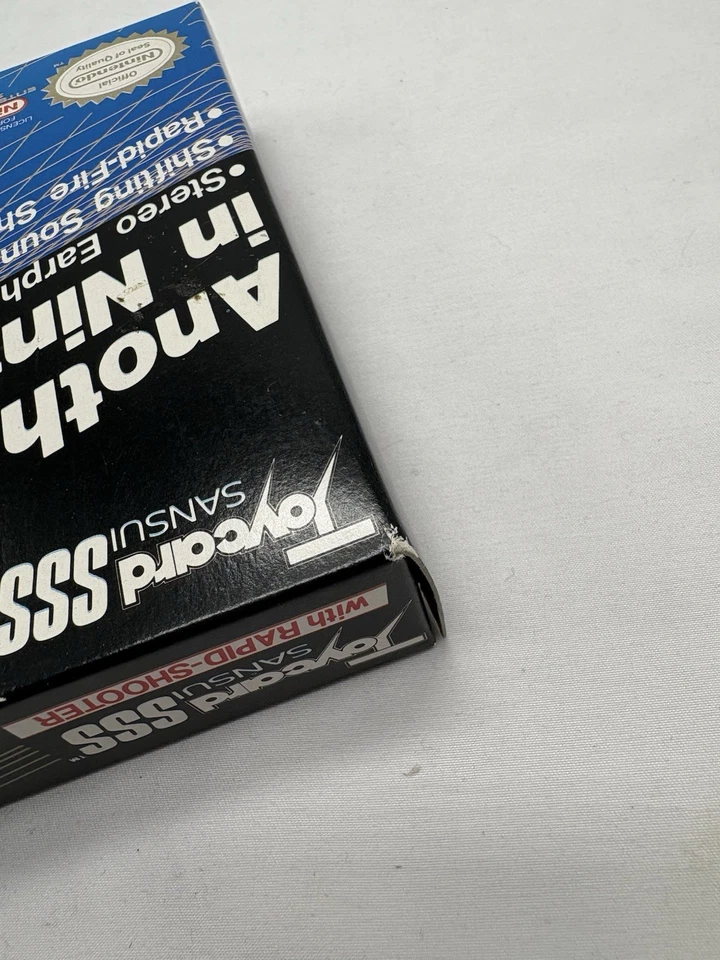 with RAPID-SHOOTER
Joycard
SANSUI SSS™
Joycard
SANSUI SSS
Anoth
in Nin
• Stereo Earph
• Shifting Soun
• Rapid-Fire Sh
Official
Nintendo
Seal of Quality